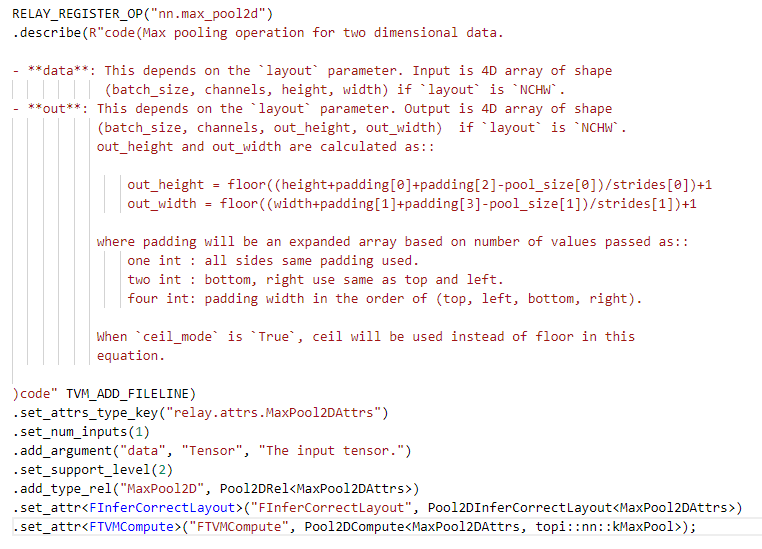 RELAY_REGISTER_OP("nn.max_pool2d")
.describe(R"code(Max pooling operation for two dimensional data.
- **data**: This depends on the `layout` parameter. Input is 4D array of shape
(batch_size, channels, height, width) if `layout` is `NCHW`.
- **out**: This depends on the `layout` parameter. Output is 4D array of shape
(batch_size, channels, out_height, out_width)  if `layout` is `NCHW`.
out_height and out_width are calculated as::
out_height = floor((height+padding[0]+padding[2]-pool_size[0])/strides[0])+1
out_width = floor((width+padding[1]+padding[3]-pool_size[1])/strides[1])+1
where padding will be an expanded array based on number of values passed as::
one int : all sides same padding used.
two int : bottom, right use same as top and left.
four int: padding width in the order of (top, left, bottom, right).
When `ceil_mode` is `True`, ceil will be used instead of floor in this
equation.
)code" TVM_ADD_FILELINE)
.set_attrs_type_key("relay.attrs.MaxPool2DAttrs")
.set_num_inputs(1)
.add_argument("data", "Tensor", "The input tensor.")
.set_support_level(2)
.add_type_rel("MaxPool2D", Pool2DRel<MaxPool2DAttrs>)
.set_attr<FInferCorrectLayout>("FInferCorrectLayout", Pool2DInferCorrectLayout<MaxPool2DAttrs>)
.set_attr<FTVMCompute>("FTVMCompute", Pool2DCompute<MaxPool2DAttrs, topi::nn::kMaxPool>);